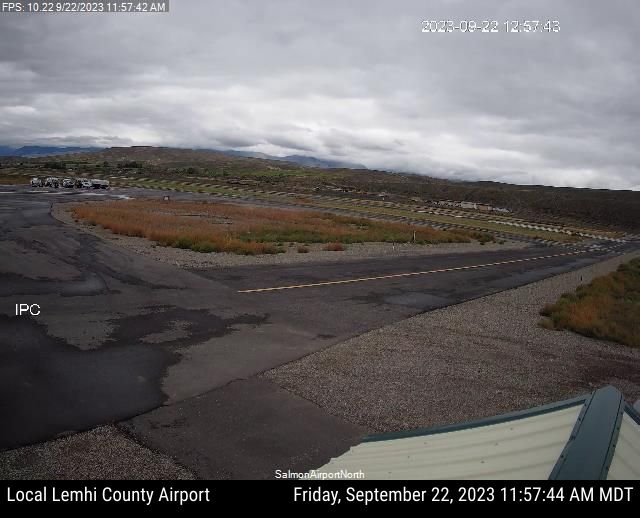 FPS: 10.22 9/22/2023 11:57:42 AM
2023-09-22 12:57:43
IPC
SalmonAirportNorth
Local Lemhi County Airport
Friday, September 22, 2023 11:57:44 AM MDT